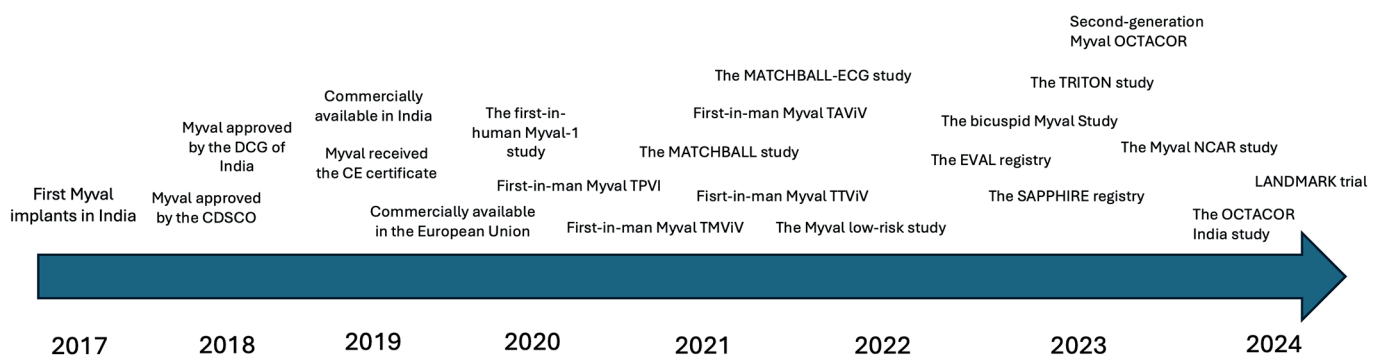 First Myval
implants in India
Myval approved
by the DCG of
India
Myval approved
by the CDSCO
Commercially
available in India
Myval received
the CE certificate
Commercially available
in the European Union
The first-in-
human Myval-1
study
First-in-man Myval TPVI
First-in-man Myval TMViV
The MATCHBALL-ECG study
First-in-man Myval TAViV
The MATCHBALL study
Fisrt-in-man Myval TTViV
The Myval low-risk study
Second-generation
Myval OCTACOR
The TRITON study
The bicuspid Myval Study
The EVAL registry
The SAPPHIRE registry
The Myval NCAR study
LANDMARK trial
The OCTACOR
India study
2017
2018
2019
2020
2021
2022
2023
2024